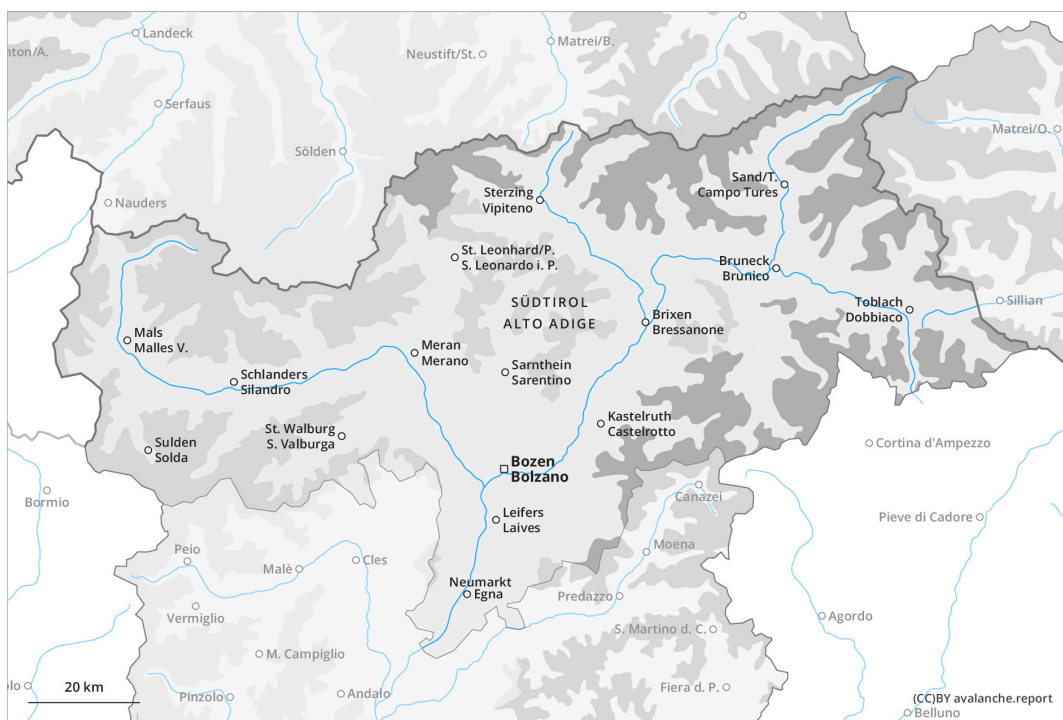 Landeck
nton/A.
Neustift/St.
Matrei/B.
Serfaus
Matrei/O.
Sölden
Sand/T.
Campo Tures
Sterzing
Vipiteno
Nauders
St. Leonhard/P.
S. Leonardo i. P.
Bruneck
Brunico
SÜDTIROL
ALTO ADIGE
Sillian
Toblach
Dobbiaco
Brixen
Bressanone
Mals
Malles V.
Meran
Merano
Sarnthein
Sarentino
Schlanders
Silandro
Kastelruth
Castelrotto
St. Walburg
S. Valburga
Sulden
Solda
Cortina d'Ampezzo
Bozen
Bolzano
Bormio
Canazei
Leifers
Laives
Pieve di Cadore
Moena
Peio
Malè
Cles
Neumarkt
Egna
Predazzo
Vermiglio
Agordo
S. Martino d. C.
M. Campiglio
olo
20 km
Pinzolo
Andalo
Fiera d. P.
(CC)BY avalanche.report
Belluno